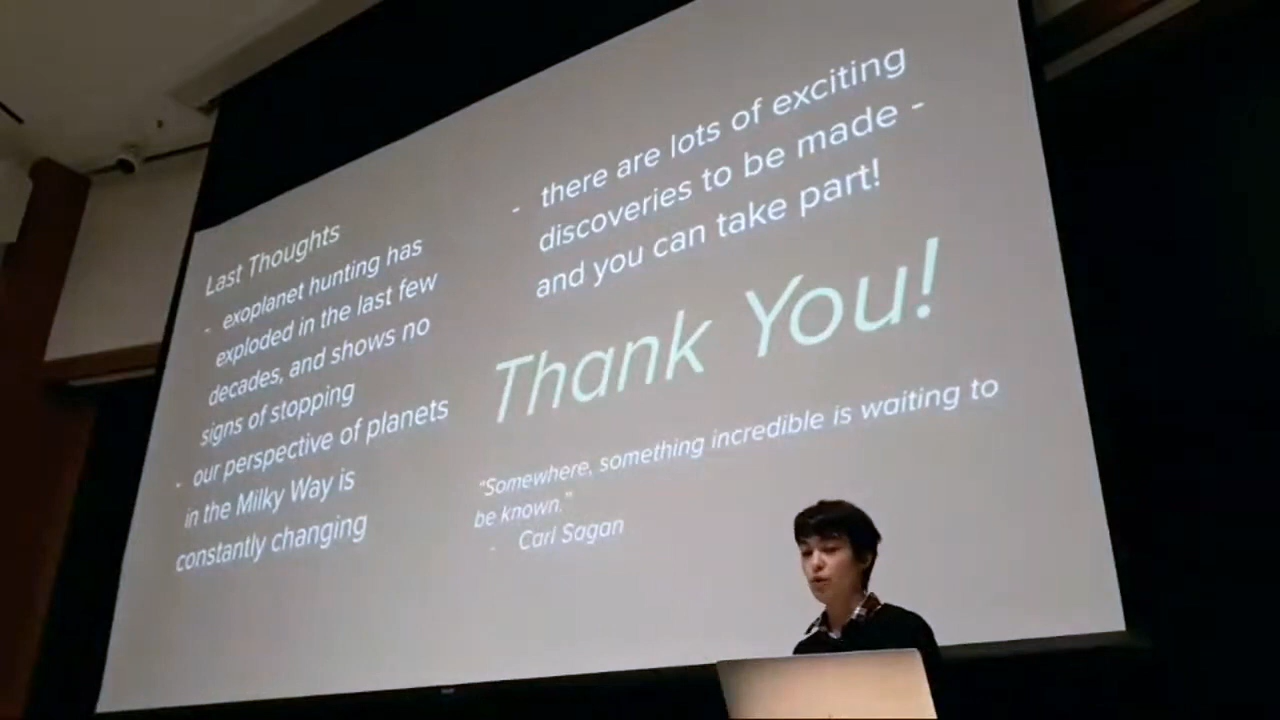 Last Thoughts
- exoplanet hunting has
exploded in the last few
decades, and shows no
signs of stopping
- our perspective of planets
in the Milky Way is
constantly changing
- there are lots of exciting
discoveries to be made -
and you can take part!
Thank You!
"Somewhere, something incredible is waiting to
be known."
- Carl Sagan